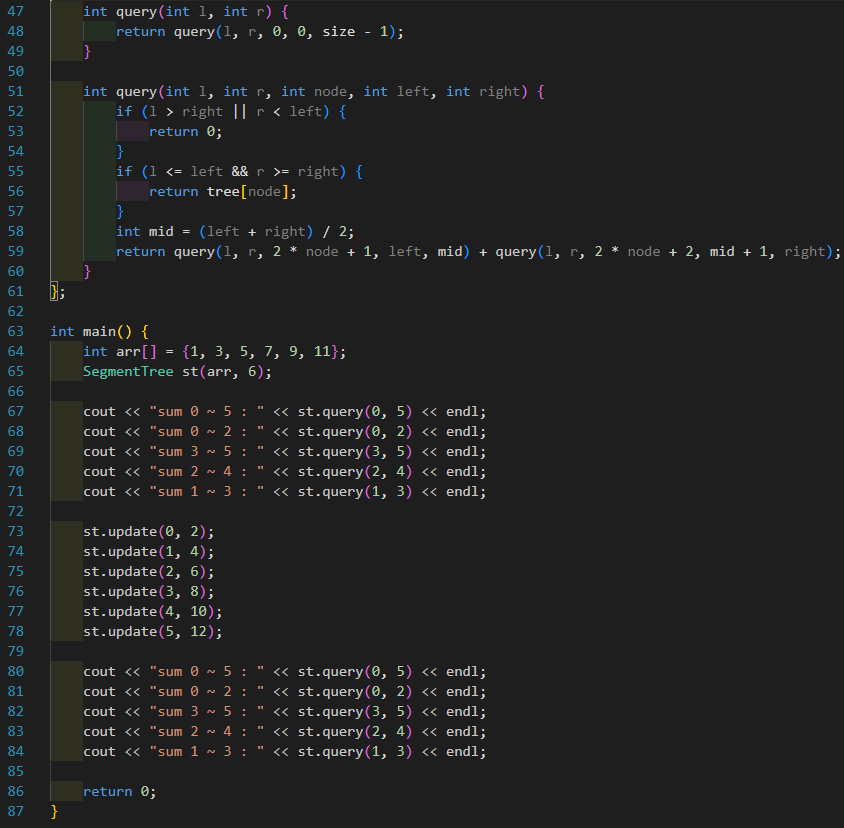 47 int query(int l, int r) {
48 return query(l, r, 0, 0, size - 1);
49 }
50
51 int query(int l, int r, int node, int left, int right) {
52 if (l > right || r < left) {
53 return 0;
54 }
55 if (l <= left && r >= right) {
56 return tree[node];
57 }
58 int mid = (left + right) / 2;
59 return query(l, r, 2 * node + 1, left, mid) + query(l, r, 2 * node + 2, mid + 1, right);
60 }
61 };
62
63 int main() {
64 int arr[] = {1, 3, 5, 7, 9, 11};
65 SegmentTree st(arr, 6);
66
67 cout << "sum 0 ~ 5 : " << st.query(0, 5) << endl;
68 cout << "sum 0 ~ 2 : " << st.query(0, 2) << endl;
69 cout << "sum 3 ~ 5 : " << st.query(3, 5) << endl;
70 cout << "sum 2 ~ 4 : " << st.query(2, 4) << endl;
71 cout << "sum 1 ~ 3 : " << st.query(1, 3) << endl;
72
73 st.update(0, 2);
74 st.update(1, 4);
75 st.update(2, 6);
76 st.update(3, 8);
77 st.update(4, 10);
78 st.update(5, 12);
79
80 cout << "sum 0 ~ 5 : " << st.query(0, 5) << endl;
81 cout << "sum 0 ~ 2 : " << st.query(0, 2) << endl;
82 cout << "sum 3 ~ 5 : " << st.query(3, 5) << endl;
83 cout << "sum 2 ~ 4 : " << st.query(2, 4) << endl;
84 cout << "sum 1 ~ 3 : " << st.query(1, 3) << endl;
85
86 return 0;
87 }